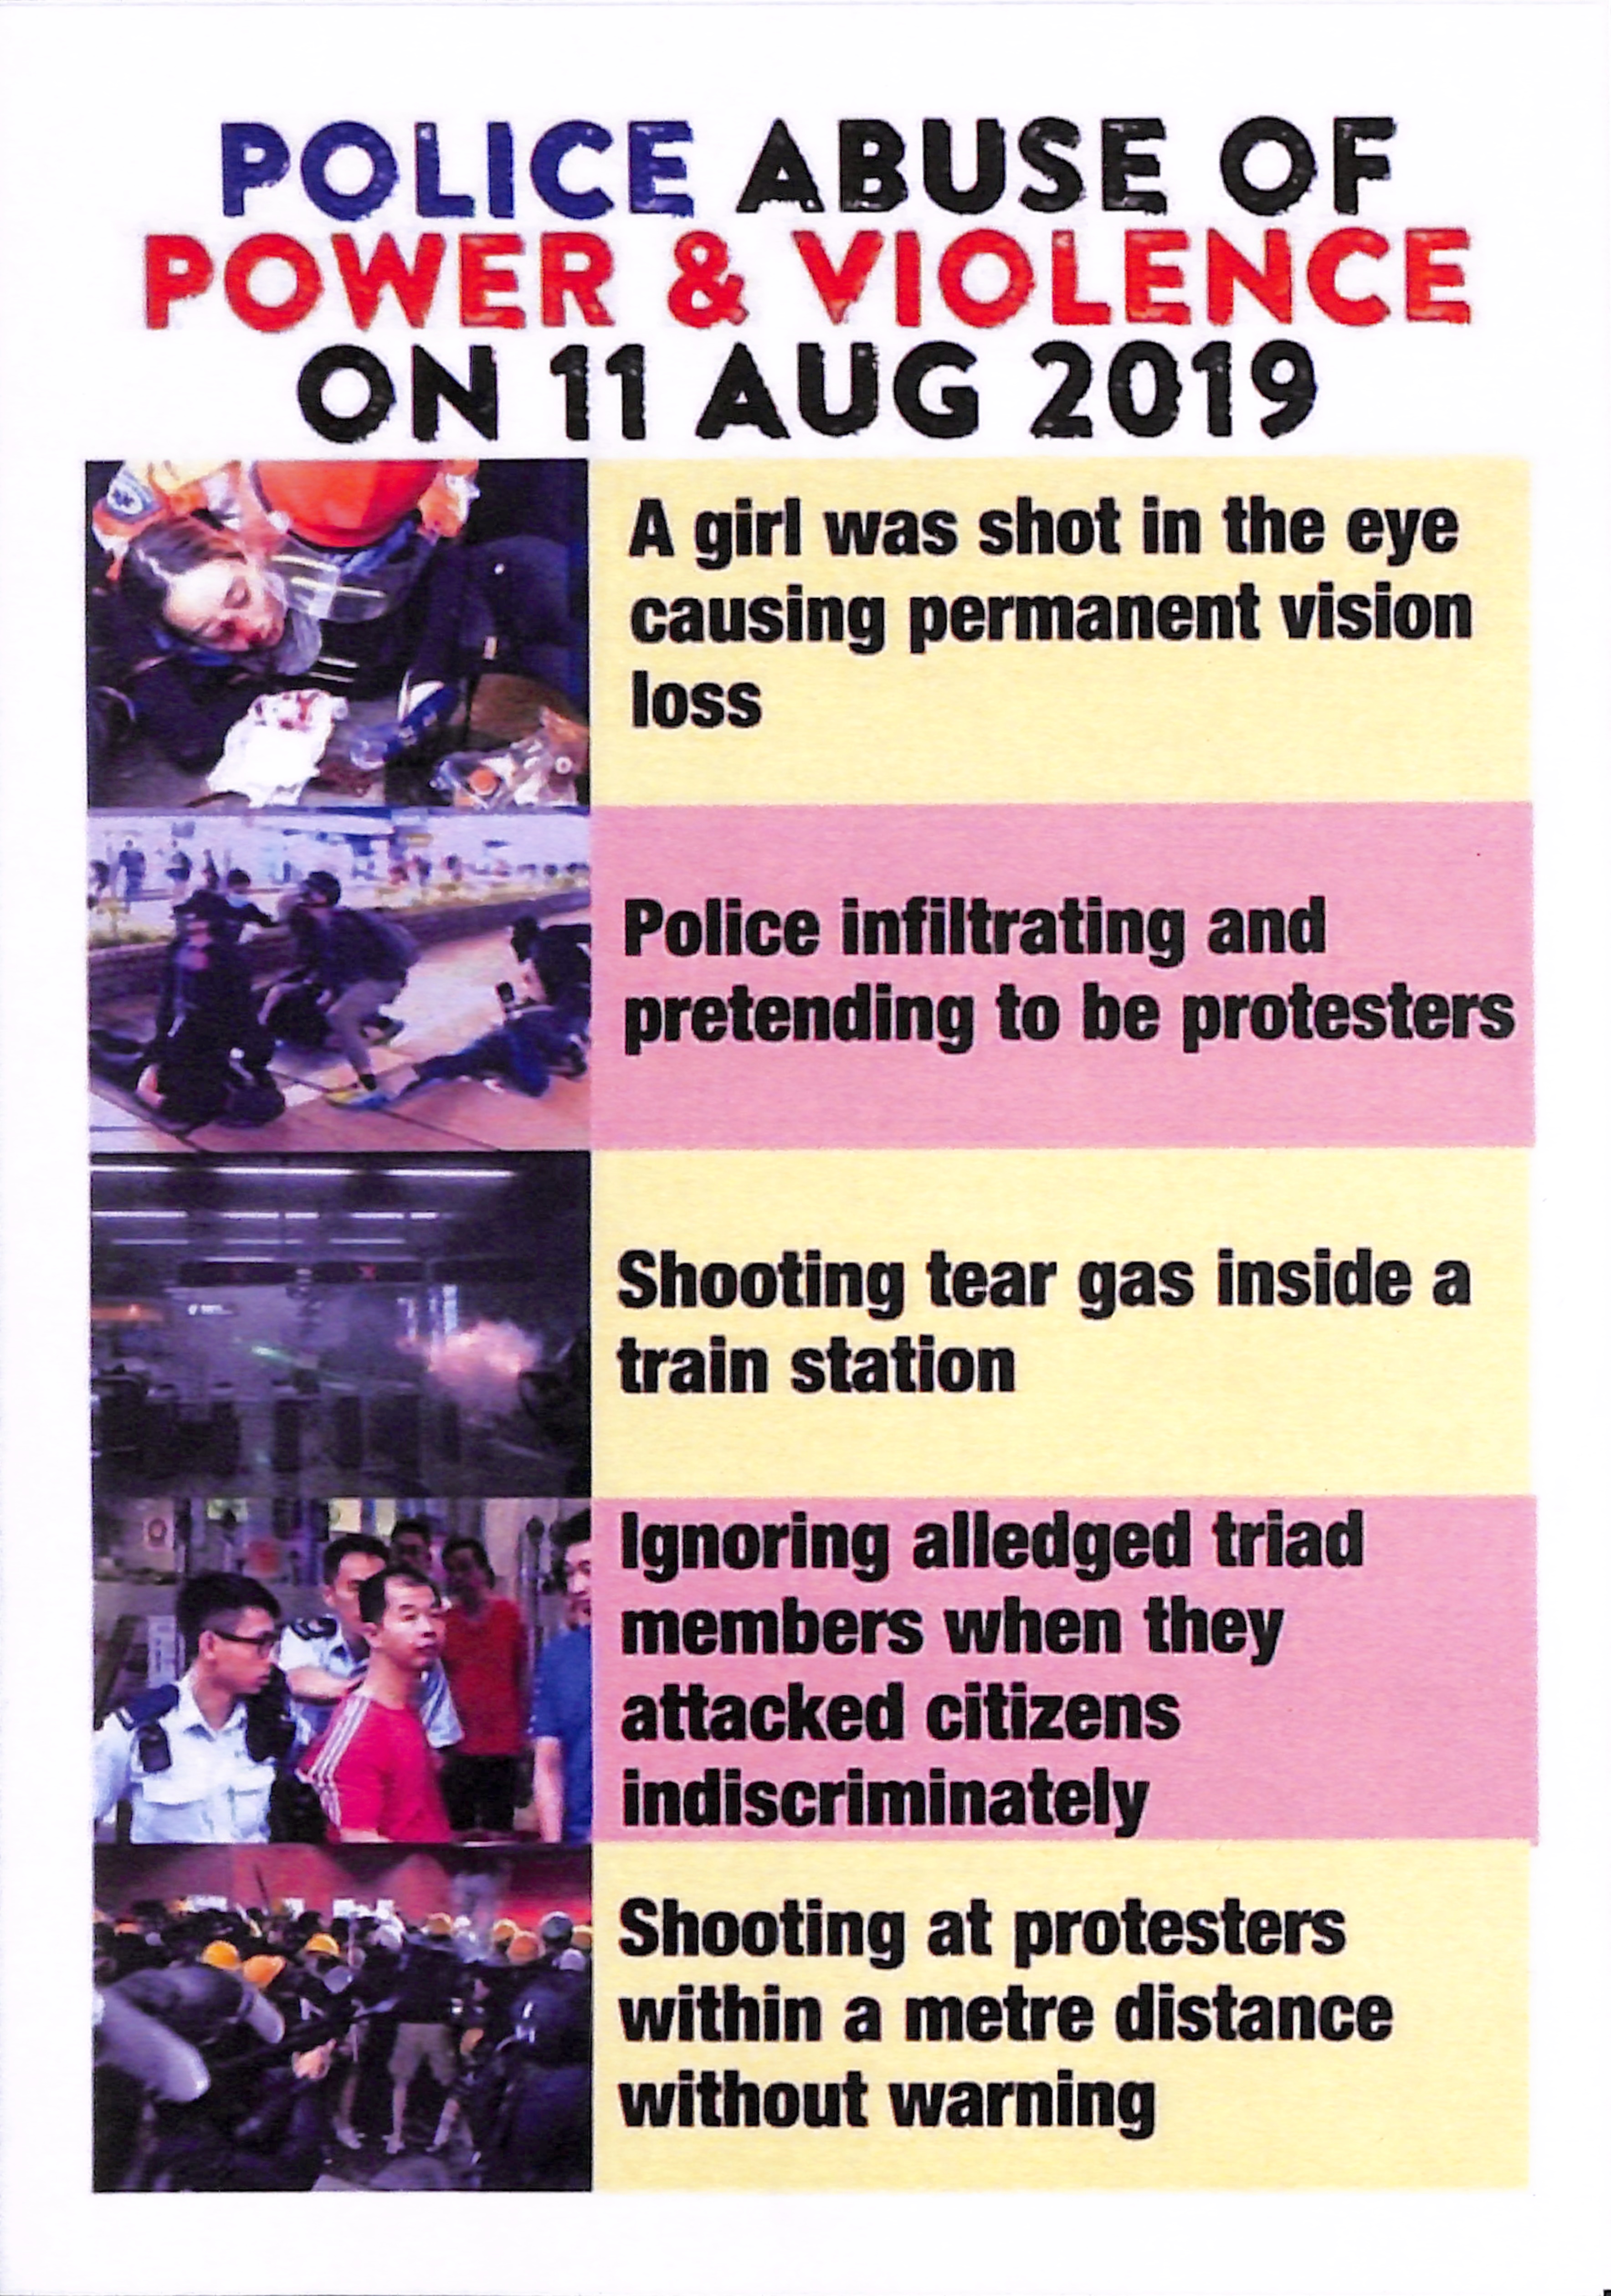 POLICE ABUSE OF
POWER & VIOLENCE
ON 11 AUG 2019
A girl was shot in the eye
causing permanent vision
loss
Police infiltrating and
pretending to be protesters
Shooting tear gas inside a
train station
Ignoring alledged triad
members when they
attacked citizens
indiscriminately
Shooting at protesters
within a metre distance
without warning